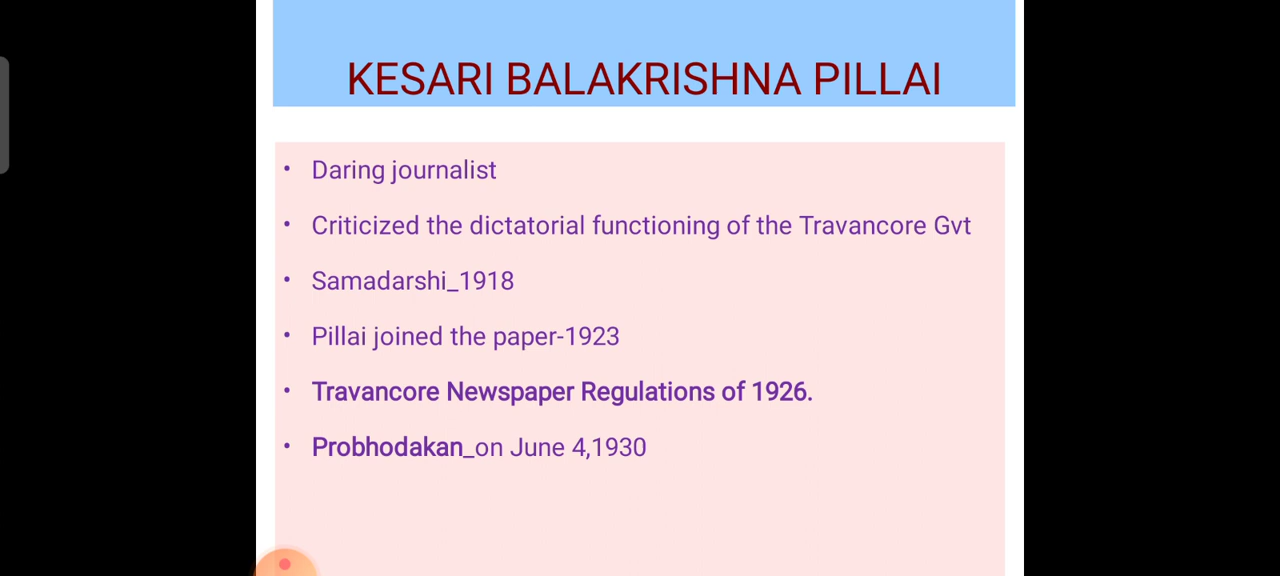 KESARI BALAKRISHNA PILLAI
• Daring journalist
• Criticized the dictatorial functioning of the Travancore Gvt
• Samadarshi_1918
• Pillai joined the paper-1923
• Travancore Newspaper Regulations of 1926.
• Probhodakan_on June 4,1930